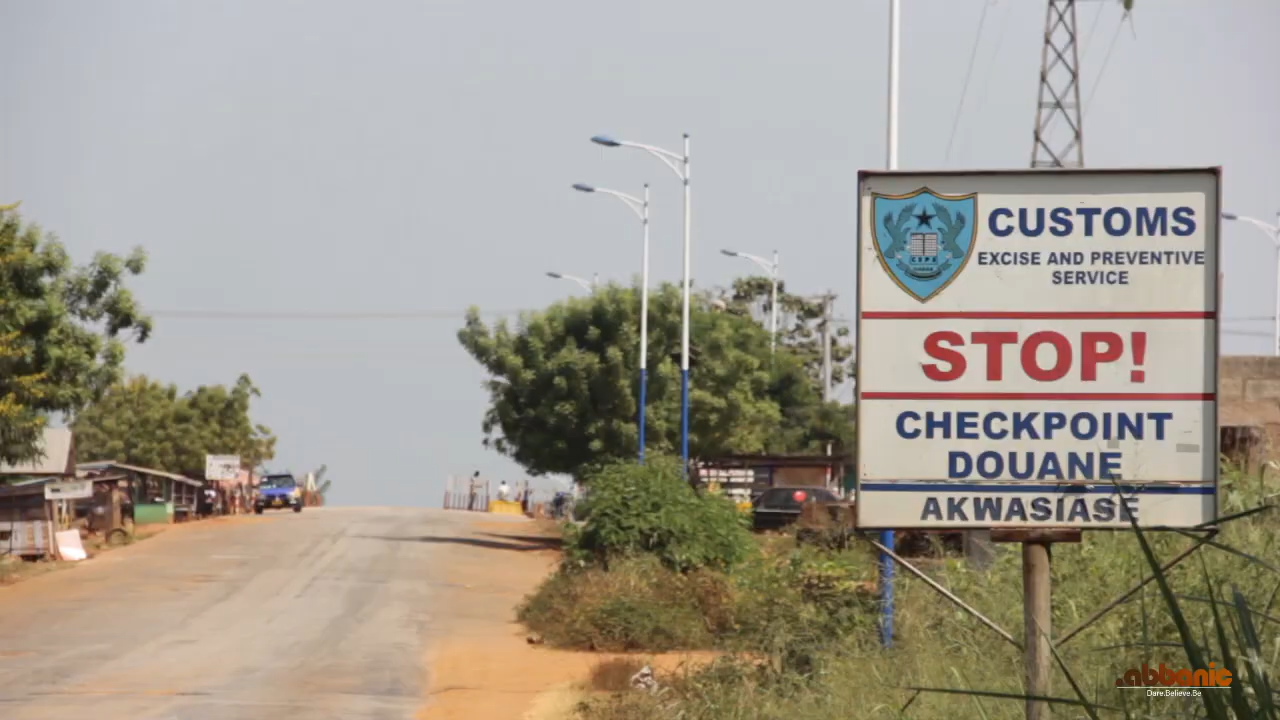 CUSTOMS
EXCISE AND PREVENTIVE
SERVICE
C E P S
STOP!
CHECKPOINT
DOUANE
AKWASIASE
.abbanic
Dare.Believe.Be